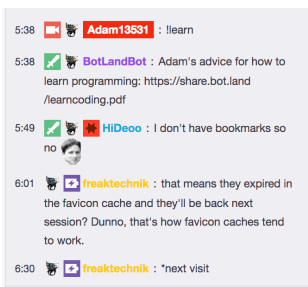 5:38 Adam13531 : !learn
5:38 BotLandBot : Adam's advice for how to
learn programming: https://share.bot.land
/learncoding.pdf
5:49 HiDeoo : I don't have bookmarks so
no
6:01 freaktechnik : that means they expired in
the favicon cache and they'll be back next
session? Dunno, that's how favicon caches tend
to work.
6:30 freaktechnik : *next visit